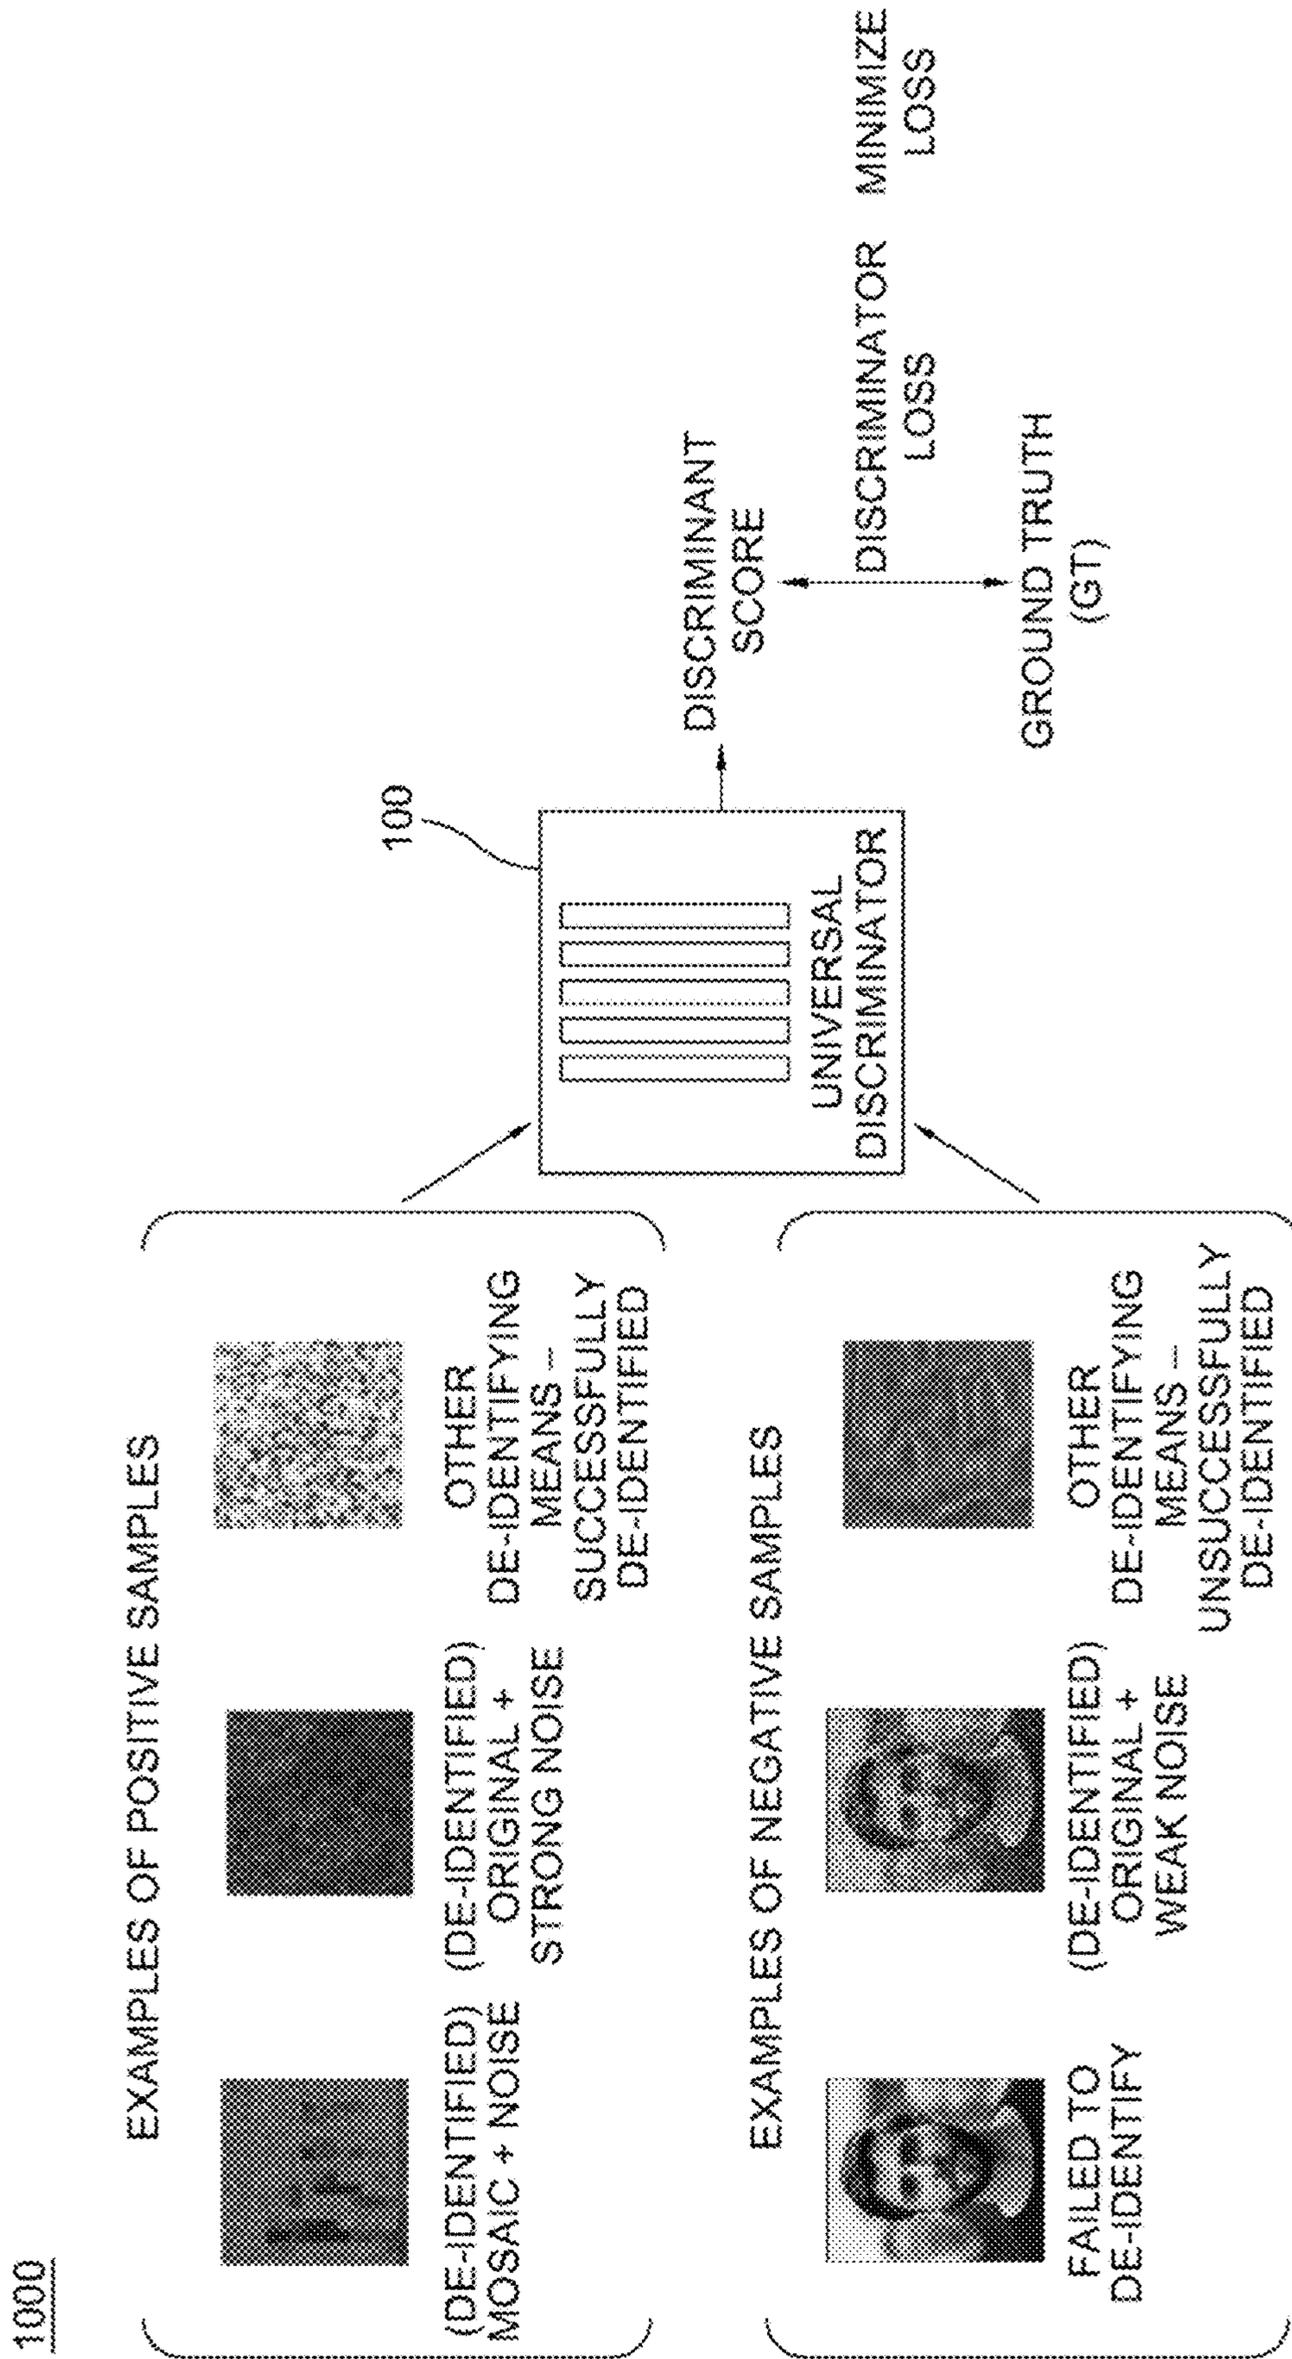 1000
EXAMPLES OF POSITIVE SAMPLES
(DE-IDENTIFIED)
MOSAIC + NOISE
(DE-IDENTIFIED)
ORIGINAL +
STRONG NOISE
OTHER
DE-IDENTIFYING
MEANS –
SUCCESSFULLY
DE-IDENTIFIED
EXAMPLES OF NEGATIVE SAMPLES
FAILED TO
DE-IDENTIFY
(DE-IDENTIFIED)
ORIGINAL +
WEAK NOISE
OTHER
DE-IDENTIFYING
MEANS –
UNSUCCESSFULLY
DE-IDENTIFIED
100
UNIVERSAL
DISCRIMINATOR
DISCRIMINANT
SCORE
DISCRIMINATOR
LOSS
MINIMIZE
LOSS
GROUND TRUTH
(GT)